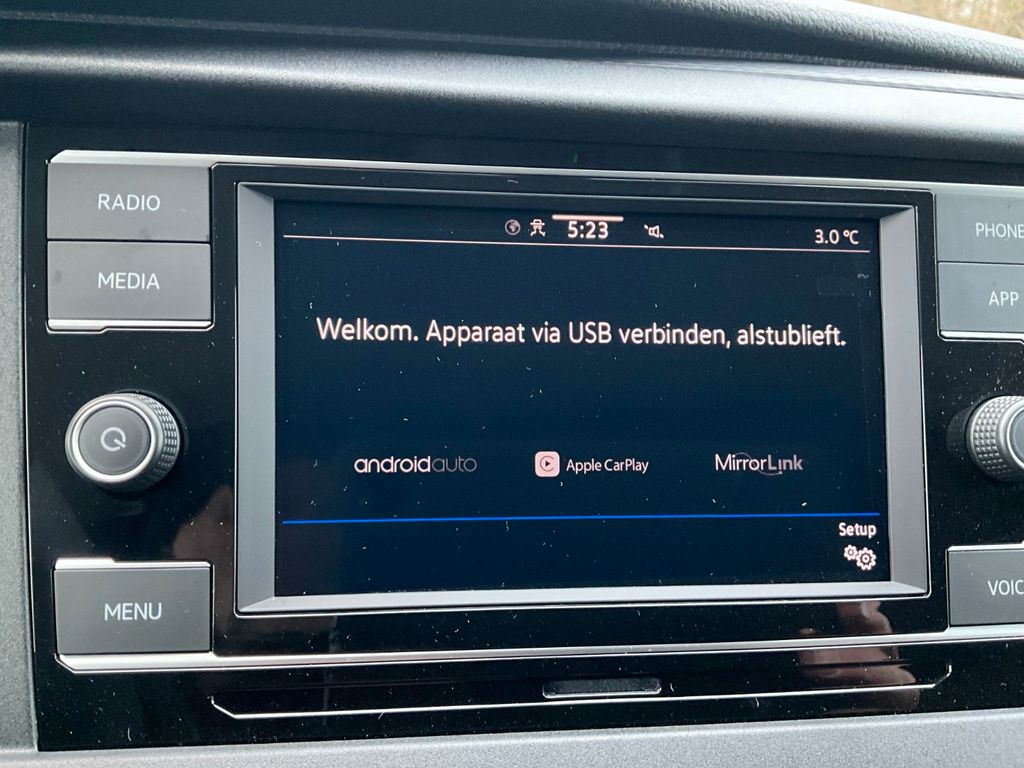 RADIO
PHONE
5:23
3.0 °C
MEDIA
APP
Welkom. Apparaat via USB verbinden, alstublieft.
androidauto
Apple CarPlay
MirrorLink
Setup
MENU
VOIC